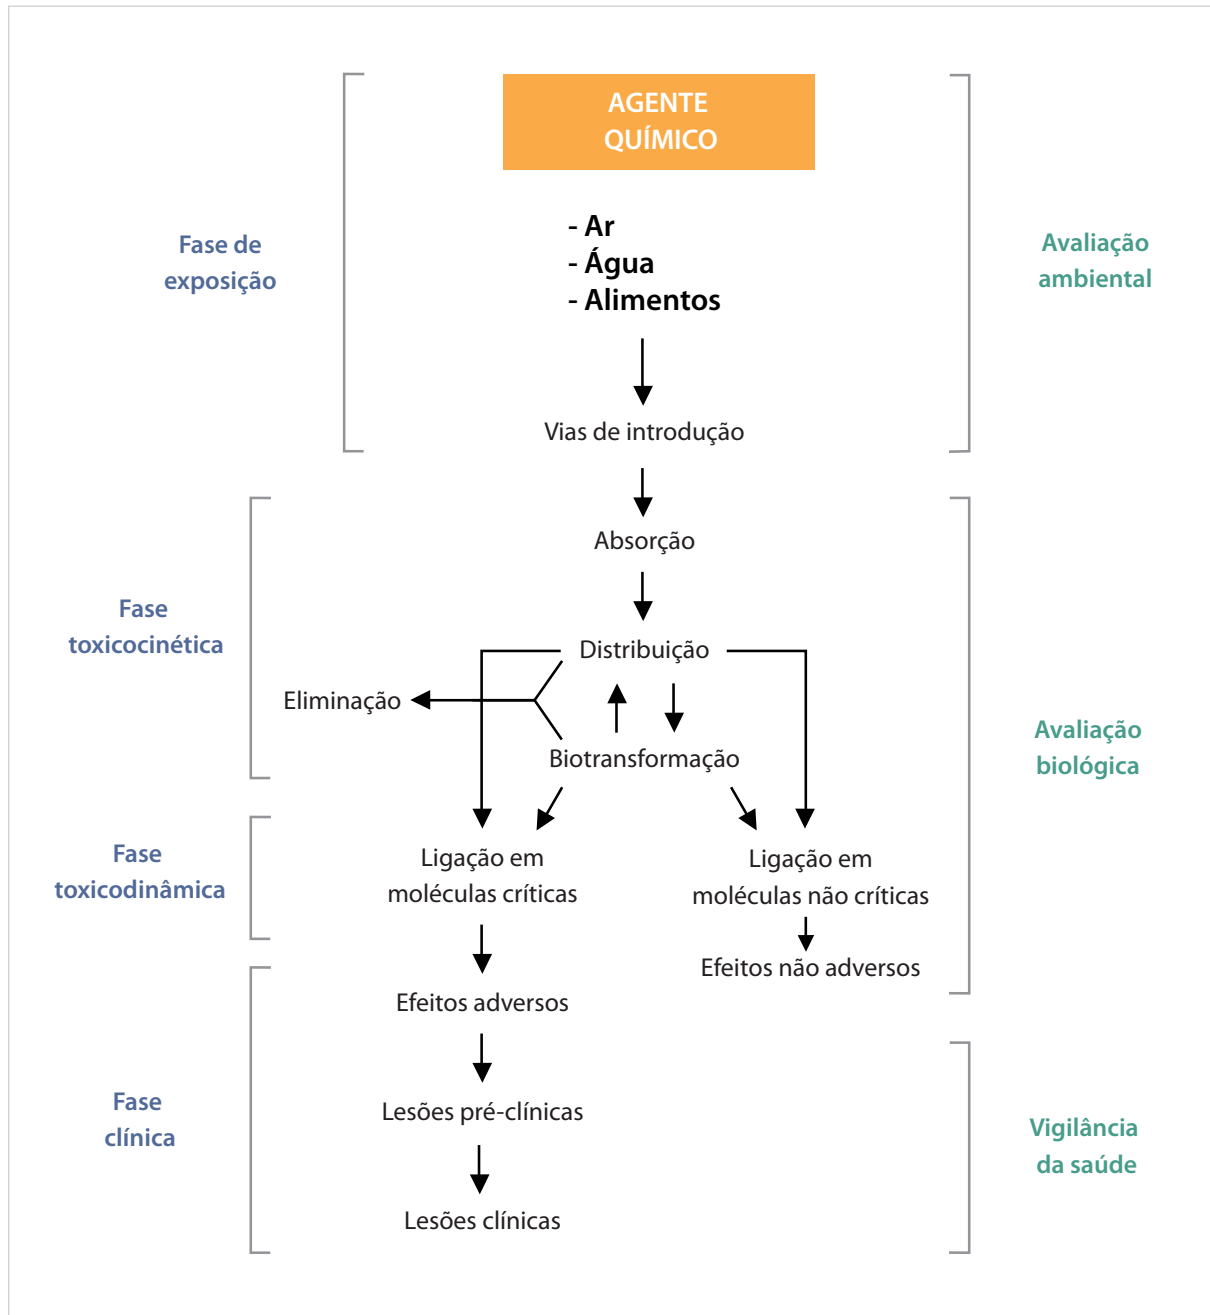 AGENTE
QUÍMICO
- Ar
- Água
- Alimentos
Fase de
exposição
Avaliação
ambiental
Vias de introdução
Absorção
Fase
toxicocinética
Distribuição
Eliminação
Biotransformação
Avaliação
biológica
Fase
toxicodinâmica
Ligação em
moléculas críticas
Ligação em
moléculas não críticas
Efeitos não adversos
Efeitos adversos
Fase
clínica
Lesões pré-clínicas
Lesões clínicas
Vigilância
da saúde